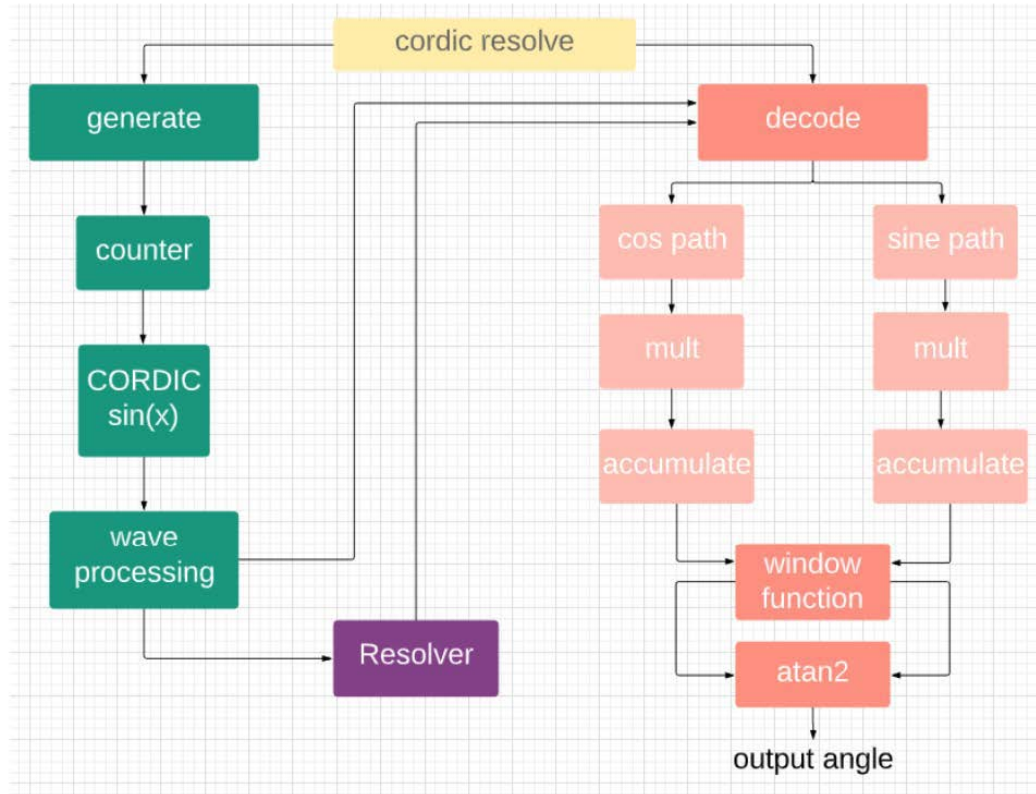 cordic resolve
generate
decode
counter
cos path
sine path
CORDIC
sin(x)
mult
mult
accumulate
accumulate
wave
processing
window
function
Resolver
atan2
output angle